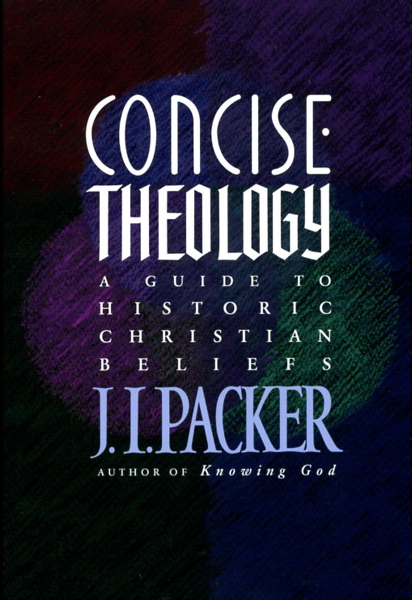 CONCISE
THEOLOGY
A GUIDE TO
HISTORIC
CHRISTIAN
BELIEFS
J.I.PACKER
AUTHOR OF Knowing God